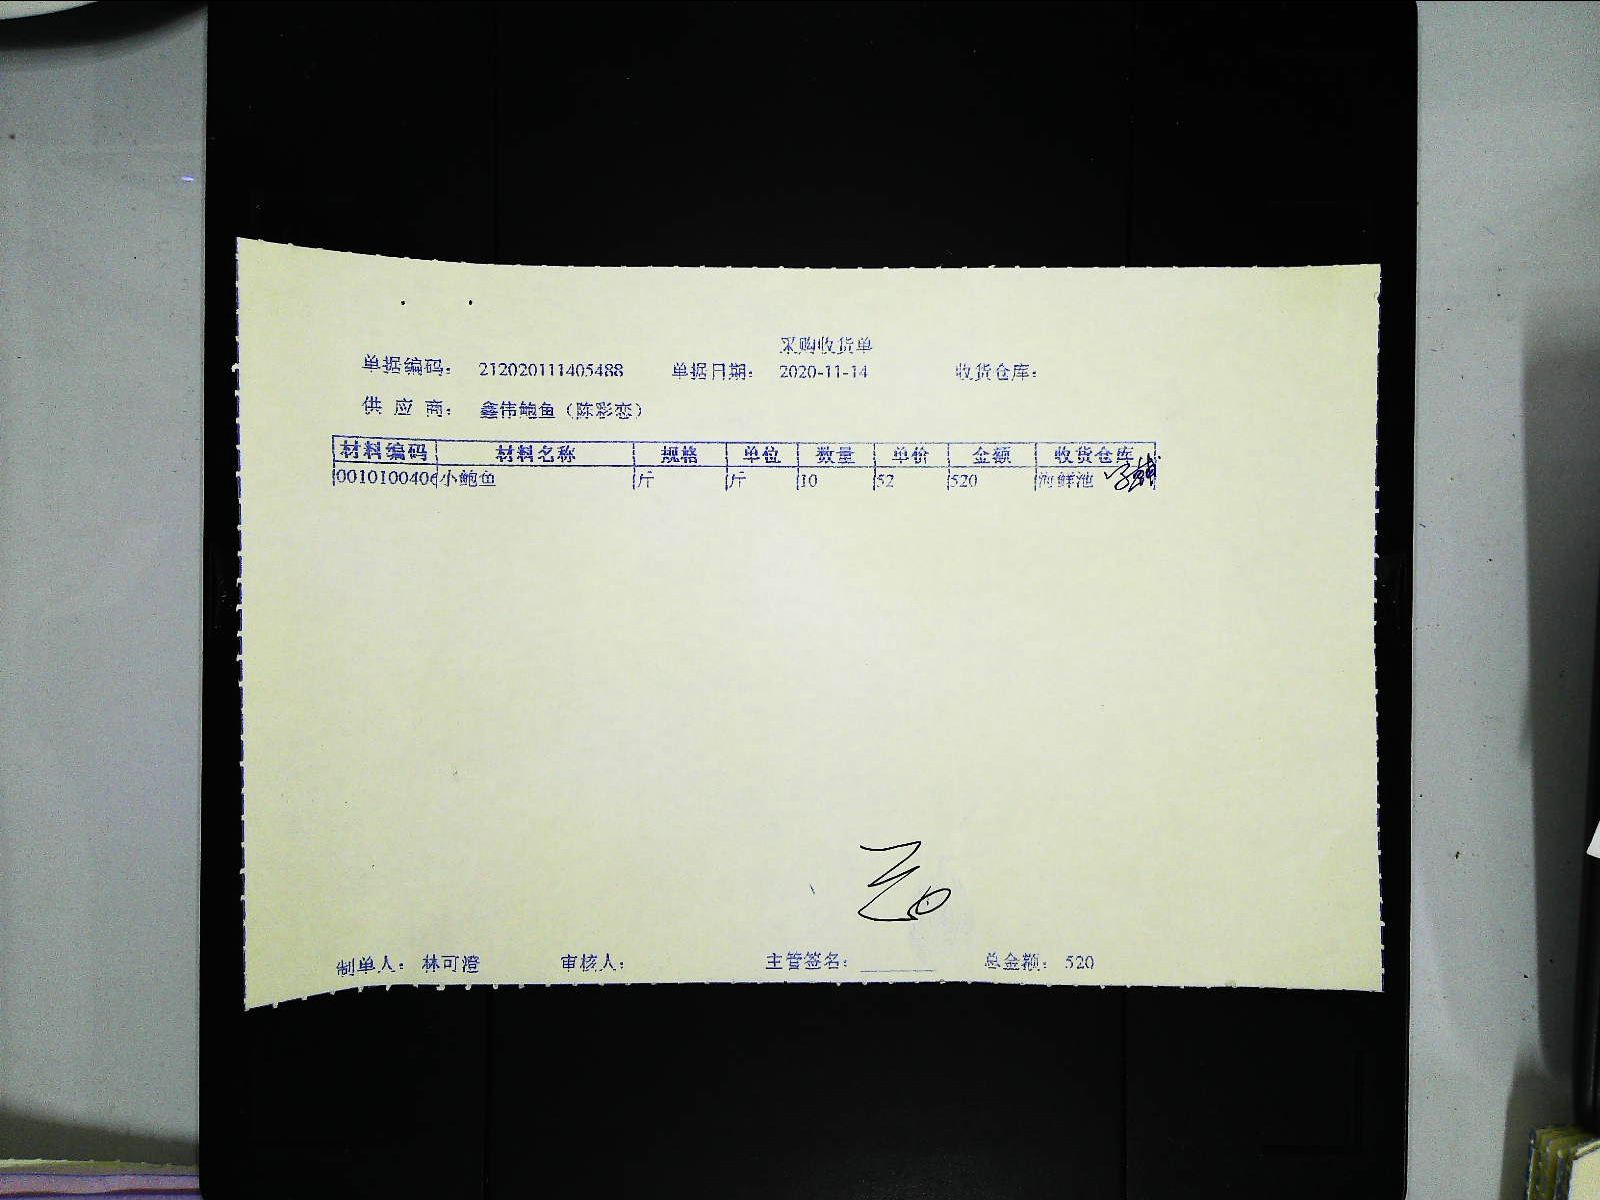 采购收货单
单据编码： 212020111405488 单据日期： 2020-11-14 收货仓库：
供 应 商： 鑫伟鲍鱼（陈彩恋）
材料编码 材料名称 规格 单位 数量 单价 金额 收货仓库
0010100406 小鲍鱼 斤 斤 10 52 520 海鲜池
制单人： 林可澄 审核人： 主管签名： 总金额： 520